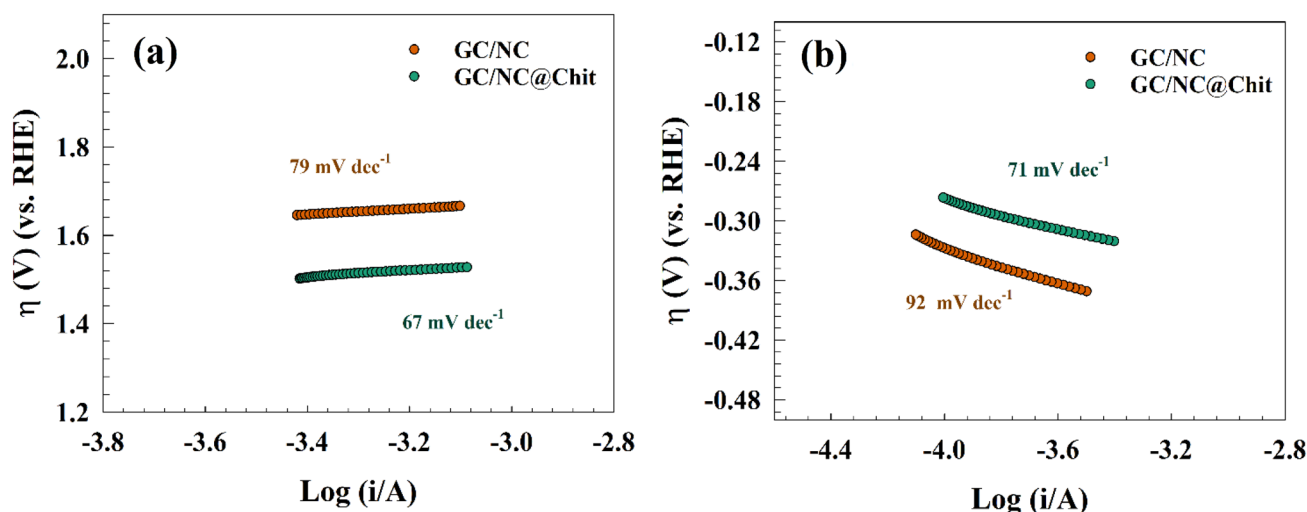 (a)
GC/NC
GC/NC@Chit
79 mV dec⁻¹
67 mV dec⁻¹
η (V) (vs. RHE)
2.0
1.8
1.6
1.4
1.2
-3.8 -3.6 -3.4 -3.2 -3.0 -2.8
Log (i/A)
(b)
GC/NC
GC/NC@Chit
71 mV dec⁻¹
92 mV dec⁻¹
η (V) (vs. RHE)
-0.12
-0.18
-0.24
-0.30
-0.36
-0.42
-0.48
-4.4 -4.0 -3.6 -3.2 -2.8
Log (i/A)